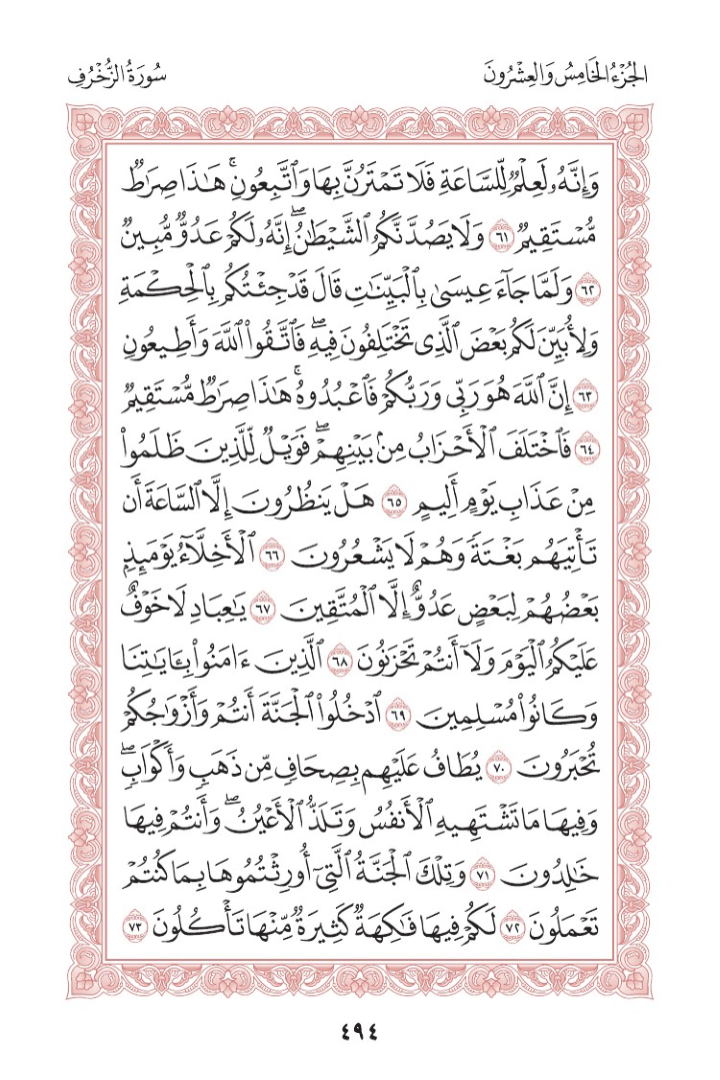 الجُزْءُ الخَامِسُ وَالعِشْرُونَ
سُورَةُ الزُّخْرُفِ
وَإِنَّهُۥ لَعِلۡمٞ لِّلسَّاعَةِ فَلَا تَمۡتَرُنَّ بِهَا وَٱتَّبِعُونِۚ هَٰذَا صِرَٰطٞ
مُّسۡتَقِيمٞ ٦١ وَلَا يَصُدَّنَّكُمُ ٱلشَّيۡطَٰنُۖ إِنَّهُۥ لَكُمۡ عَدُوّٞ مُّبِينٞ
٦٢ وَلَمَّا جَآءَ عِيسَىٰ بِٱلۡبَيِّنَٰتِ قَالَ قَدۡ جِئۡتُكُم بِٱلۡحِكۡمَةِ
وَلِأُبَيِّنَ لَكُم بَعۡضَ ٱلَّذِي تَخۡتَلِفُونَ فِيهِۖ فَٱتَّقُواْ ٱللَّهَ وَأَطِيعُونِ
٦٣ إِنَّ ٱللَّهَ هُوَ رَبِّي وَرَبُّكُمۡ فَٱعۡبُدُوهُۚ هَٰذَا صِرَٰطٞ مُّسۡتَقِيمٞ
٦٤ فَٱخۡتَلَفَ ٱلۡأَحۡزَابُ مِنۢ بَيۡنِهِمۡۖ فَوَيۡلٞ لِّلَّذِينَ ظَلَمُواْ
مِنۡ عَذَابِ يَوۡمٍ أَلِيمٍ ٦٥ هَلۡ يَنظُرُونَ إِلَّا ٱلسَّاعَةَ أَن
تَأۡتِيَهُم بَغۡتَةٗ وَهُمۡ لَا يَشۡعُرُونَ ٦٦ ٱلۡأَخِلَّآءُ يَوۡمَئِذِۭ
بَعۡضُهُمۡ لِبَعۡضٍ عَدُوٌّ إِلَّا ٱلۡمُتَّقِينَ ٦٧ يَٰعِبَادِ لَا خَوۡفٌ
عَلَيۡكُمُ ٱلۡيَوۡمَ وَلَآ أَنتُمۡ تَحۡزَنُونَ ٦٨ ٱلَّذِينَ ءَامَنُواْ بِـَٔايَٰتِنَا
وَكَانُواْ مُسۡلِمِينَ ٦٩ ٱدۡخُلُواْ ٱلۡجَنَّةَ أَنتُمۡ وَأَزۡوَٰجُكُمۡ
تُحۡبَرُونَ ٧٠ يُطَافُ عَلَيۡهِم بِصِحَافٖ مِّن ذَهَبٖ وَأَكۡوَابٖۖ
وَفِيهَا مَا تَشۡتَهِيهِ ٱلۡأَنفُسُ وَتَلَذُّ ٱلۡأَعۡيُنُۖ وَأَنتُمۡ فِيهَا
خَٰلِدُونَ ٧١ وَتِلۡكَ ٱلۡجَنَّةُ ٱلَّتِيٓ أُورِثۡتُمُوهَا بِمَا كُنتُمۡ
تَعۡمَلُونَ ٧٢ لَكُمۡ فِيهَا فَٰكِهَةٞ كَثِيرَةٞ مِّنۡهَا تَأۡكُلُونَ ٧٣
٤٩٤